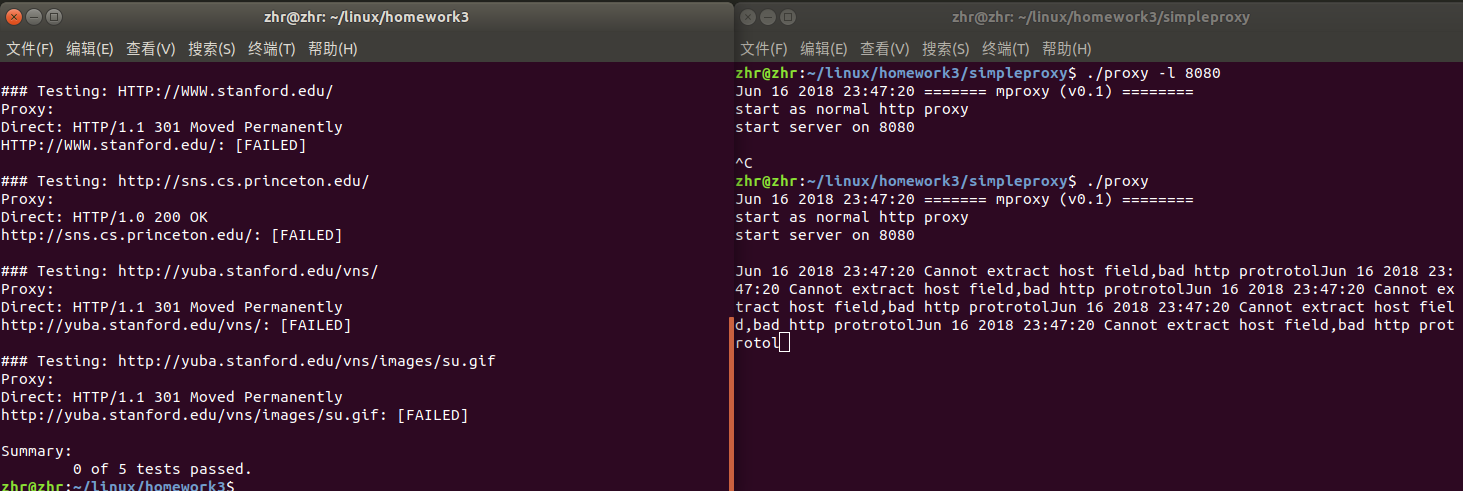 zhr@zhr: ~/linux/homework3
文件(F) 编辑(E) 查看(V) 搜索(S) 终端(T) 帮助(H)
### Testing: HTTP://WWW.stanford.edu/
Proxy:
Direct: HTTP/1.1 301 Moved Permanently
HTTP://WWW.stanford.edu/: [FAILED]
### Testing: http://sns.cs.princeton.edu/
Proxy:
Direct: HTTP/1.0 200 OK
http://sns.cs.princeton.edu/: [FAILED]
### Testing: http://yuba.stanford.edu/vns/
Proxy:
Direct: HTTP/1.1 301 Moved Permanently
http://yuba.stanford.edu/vns/: [FAILED]
### Testing: http://yuba.stanford.edu/vns/images/su.gif
Proxy:
Direct: HTTP/1.1 301 Moved Permanently
http://yuba.stanford.edu/vns/images/su.gif: [FAILED]
Summary:
0 of 5 tests passed.
zhr@zhr:~/linux/homework3$
zhr@zhr: ~/linux/homework3/simpleproxy
文件(F) 编辑(E) 查看(V) 搜索(S) 终端(T) 帮助(H)
zhr@zhr:~/linux/homework3/simpleproxy$ ./proxy -l 8080
Jun 16 2018 23:47:20 ======= mproxy (v0.1) ========
start as normal http proxy
start server on 8080
^C
zhr@zhr:~/linux/homework3/simpleproxy$ ./proxy
Jun 16 2018 23:47:20 ======= mproxy (v0.1) ========
start as normal http proxy
start server on 8080
Jun 16 2018 23:47:20 Cannot extract host field,bad http protrotolJun 16 2018 23:
47:20 Cannot extract host field,bad http protrotolJun 16 2018 23:47:20 Cannot ex
tract host field,bad http protrotolJun 16 2018 23:47:20 Cannot extract host fiel
d,bad http protrotolJun 16 2018 23:47:20 Cannot extract host field,bad http prot
rotol